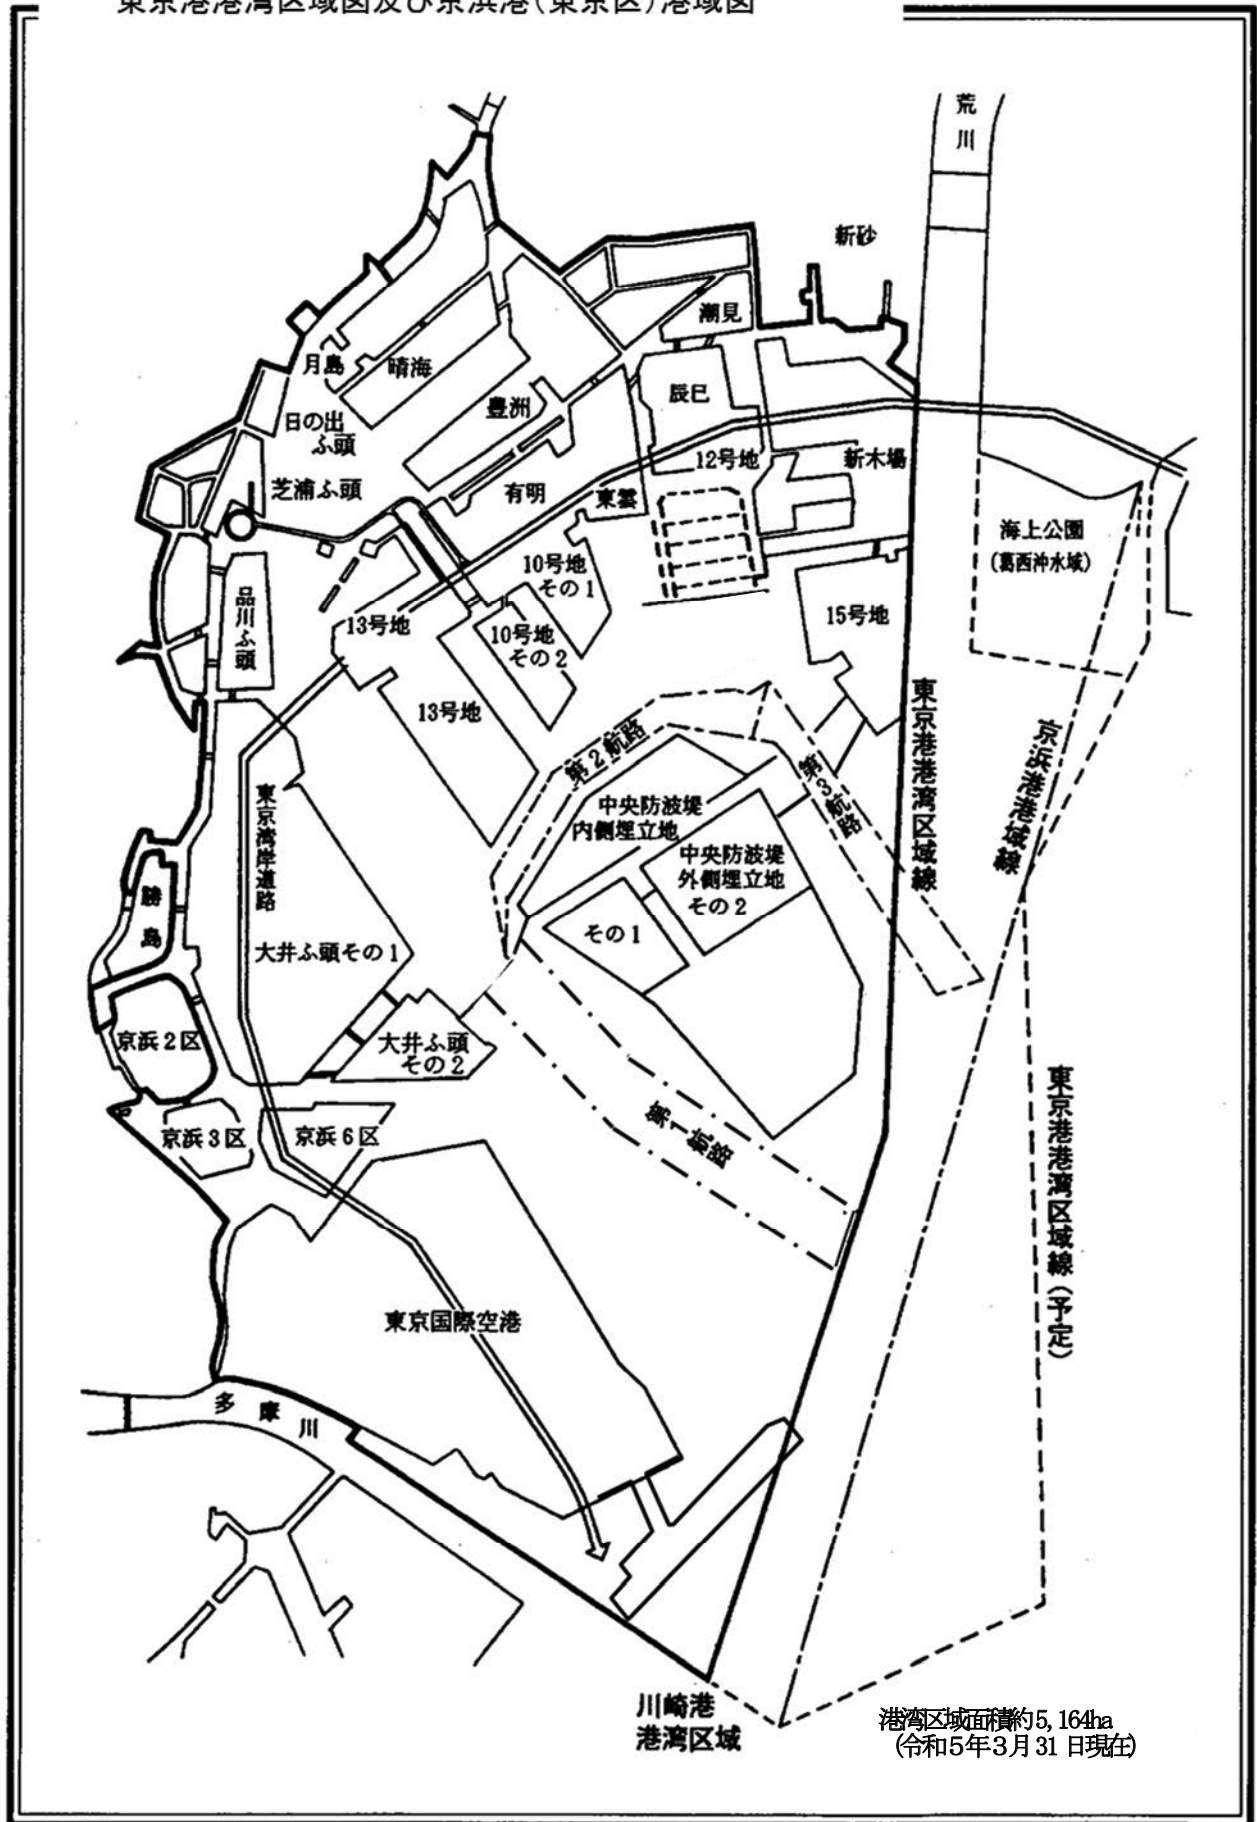 東京港港湾区域図及び京浜港(東京区)港域図
荒川
新砂
潮見
月島
晴海
辰巳
豊洲
日の出
ふ頭
12号地
新木場
芝浦ふ頭
有明
東雲
海上公園
(葛西沖水域)
10号地
その1
品川ふ頭
13号地
10号地
その2
15号地
13号地
東京港港湾区域線
京浜港港域線
第2航路
第3航路
東京湾岸道路
中央防波堤
内側埋立地
中央防波堤
外側埋立地
その2
その1
勝島
大井ふ頭その1
京浜2区
大井ふ頭
その2
東京港港湾区域線(予定)
京浜3区
京浜6区
第1航路
東京国際空港
多摩川
川崎港
港湾区域
港湾区域面積約5,164ha
(令和5年3月31日現在)